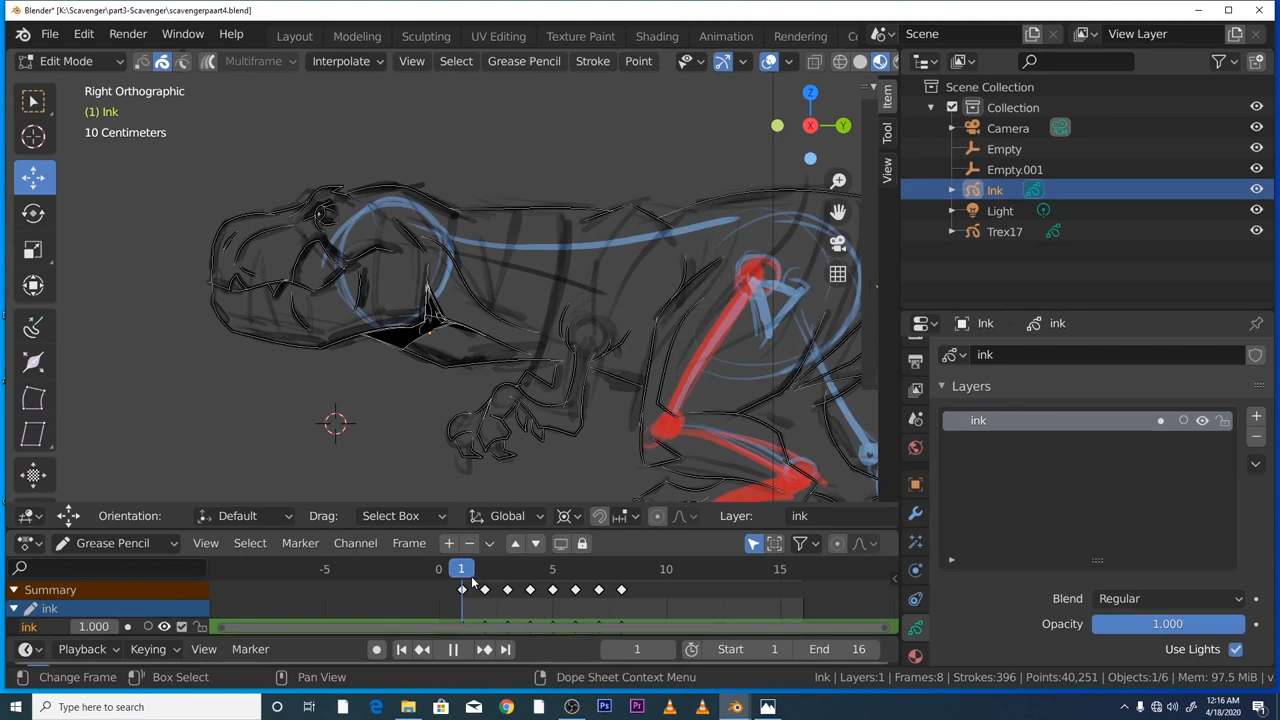 Blender* [K:\Scavenger\part3-Scavenger\scavengerpaart4.blend]
File Edit Render Window Help Layout Modeling Sculpting UV Editing Texture Paint Shading Animation Rendering Scene View Layer
Edit Mode Multiframe Interpolate View Select Grease Pencil Stroke Point
Right Orthographic
(1) Ink
10 Centimeters
Z
X Y
Item
Tool
View
Scene Collection
Collection
Camera
Empty
Empty.001
Ink
Light
Trex17
Ink ink
ink
Layers
ink
Blend Regular
Opacity 1.000
Use Lights
Orientation: Default Drag: Select Box Global Layer: ink
Grease Pencil View Select Marker Channel Frame
-5 0 1 5 10 15
Summary
ink
ink 1.000
Playback Keying View Marker 1 Start 1 End 16
Change Frame Box Select Pan View Dope Sheet Context Menu Ink | Layers:1 | Frames:8 | Strokes:396 | Points:40,251 | Objects:1/6 | Mem: 97.5 MiB | v
Type here to search
12:16 AM
4/18/2020